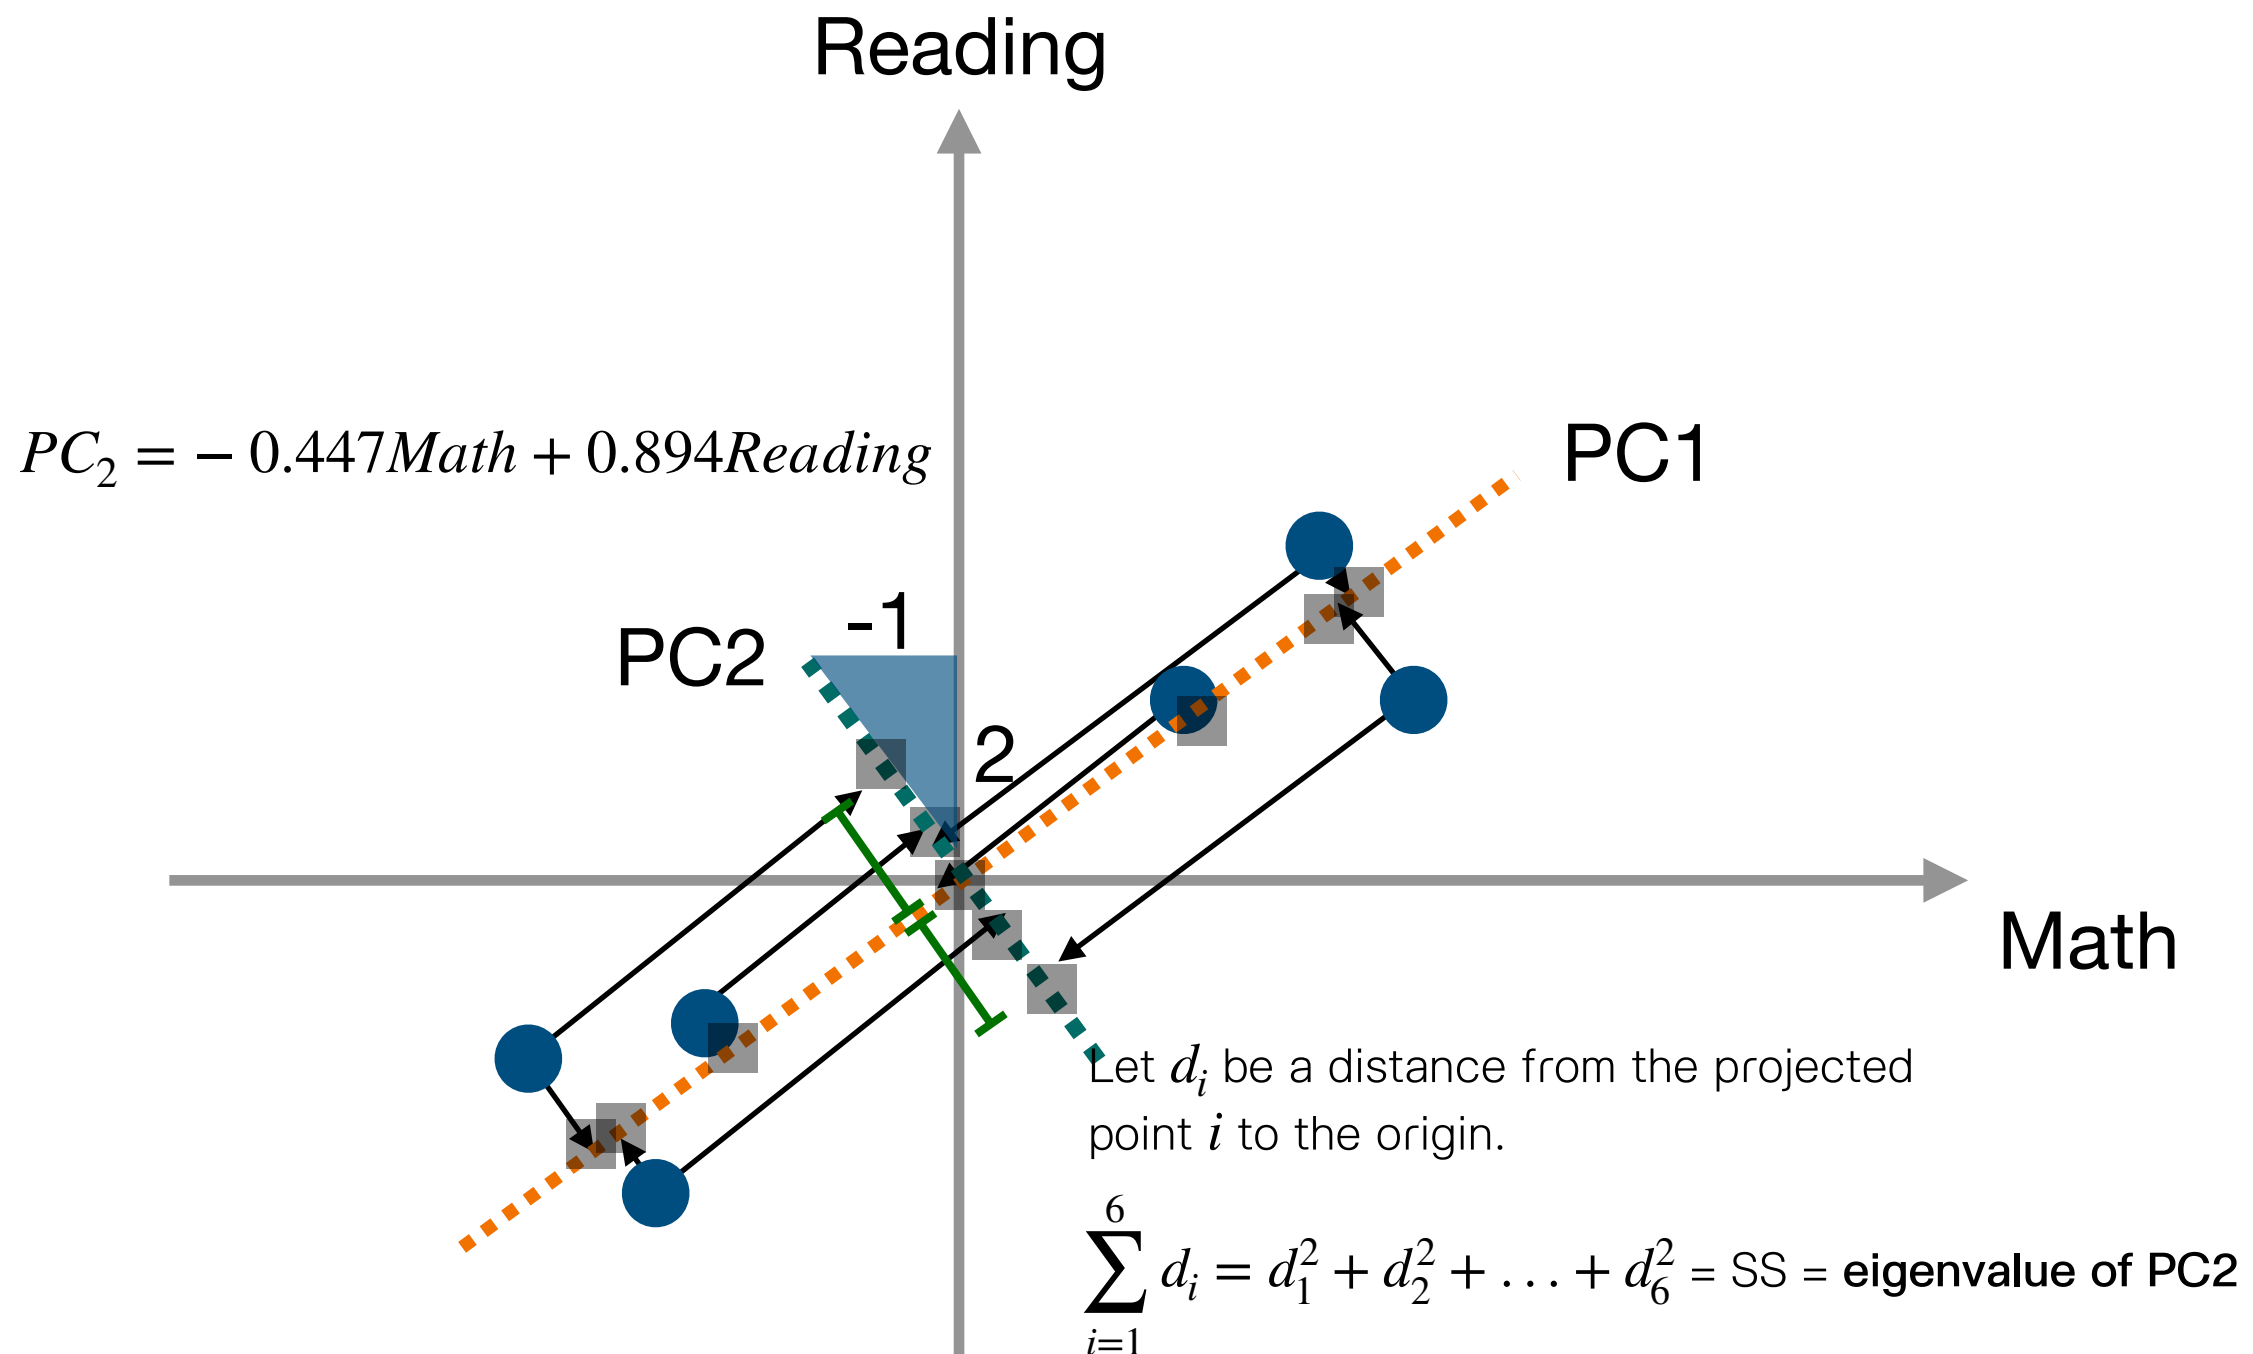 Reading
PC₂ = − 0.447Math + 0.894Reading
PC1
-1
PC2
2
Math
Let dᵢ be a distance from the projected
point i to the origin.
∑_{i=1}^{6} dᵢ = d₁² + d₂² + . . . + d₆² = SS = eigenvalue of PC2